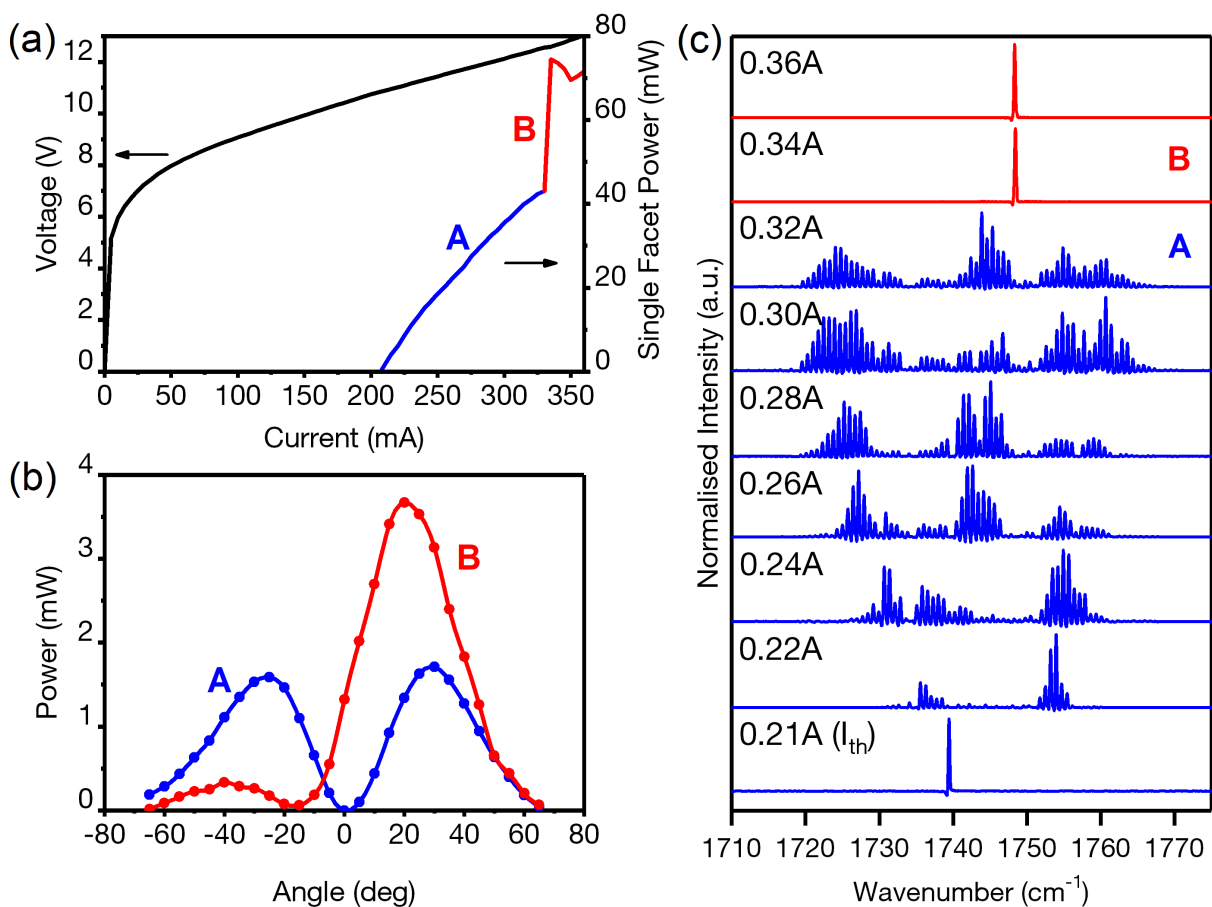 (a)
12
10
8
6
4
2
0
Voltage (V)
80
60
40
20
0
Single Facet Power (mW)
A
B
0 50 100 150 200 250 300 350
Current (mA)
(b)
4
3
2
1
0
Power (mW)
A
B
-80 -60 -40 -20 0 20 40 60 80
Angle (deg)
(c)
Normalised Intensity (a.u.)
0.36A
0.34A
B
0.32A
A
0.30A
0.28A
0.26A
0.24A
0.22A
0.21A (Ith)
1710 1720 1730 1740 1750 1760 1770
Wavenumber (cm-1)